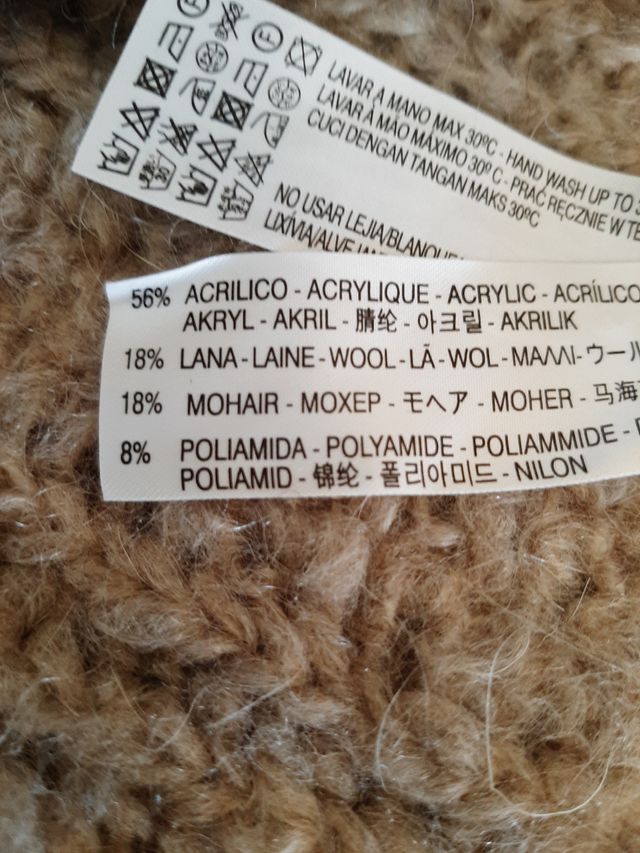 LAVAR A MANO MAX 30ºC - HAND WASH UP TO
LAVAR À MÃO MÁXIMO 30º C - PRAĆ RĘCZNIE W
CUCI DENGAN TANGAN MAKS 30ºC
NO USAR LEJIA/BLANQUE
56% ACRILICO - ACRYLIQUE - ACRYLIC - ACRÍLICO
AKRYL - AKRIL - 腈纶 - 아크릴 - AKRILIK
18% LANA - LAINE - WOOL - LÃ - WOL - ΜΑΛΛΙ - ウール
18% MOHAIR - MOXEP - モヘア - MOHER - 马海
8% POLIAMIDA - POLYAMIDE - POLIAMMIDE -
POLIAMID - 锦纶 - 폴리아미드 - NILON